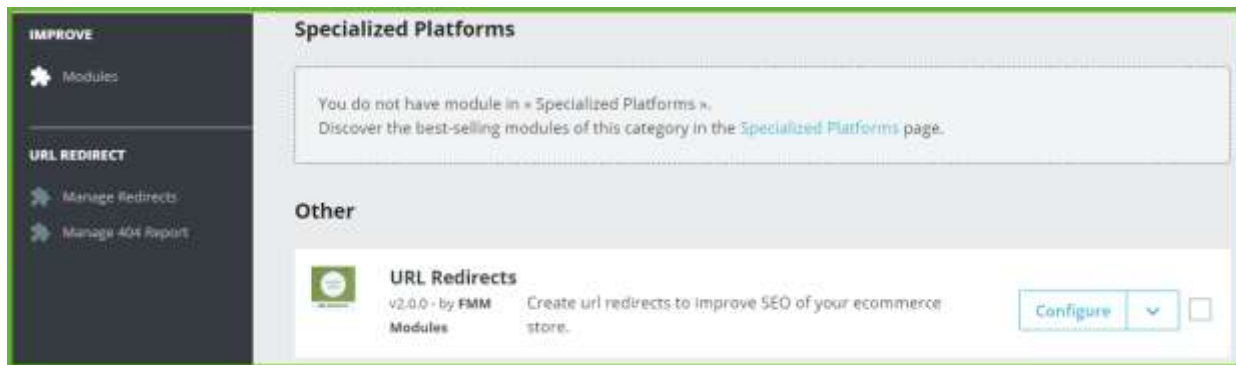 IMPROVE
Modules
URL REDIRECT
Manage Redirects
Manage 404 Report
Specialized Platforms
You do not have module in « Specialized Platforms ».
Discover the best-selling modules of this category in the Specialized Platforms page.
Other
URL Redirects
v2.0.0 - by FMM
Modules
Create url redirects to improve SEO of your ecommerce
store.
Configure